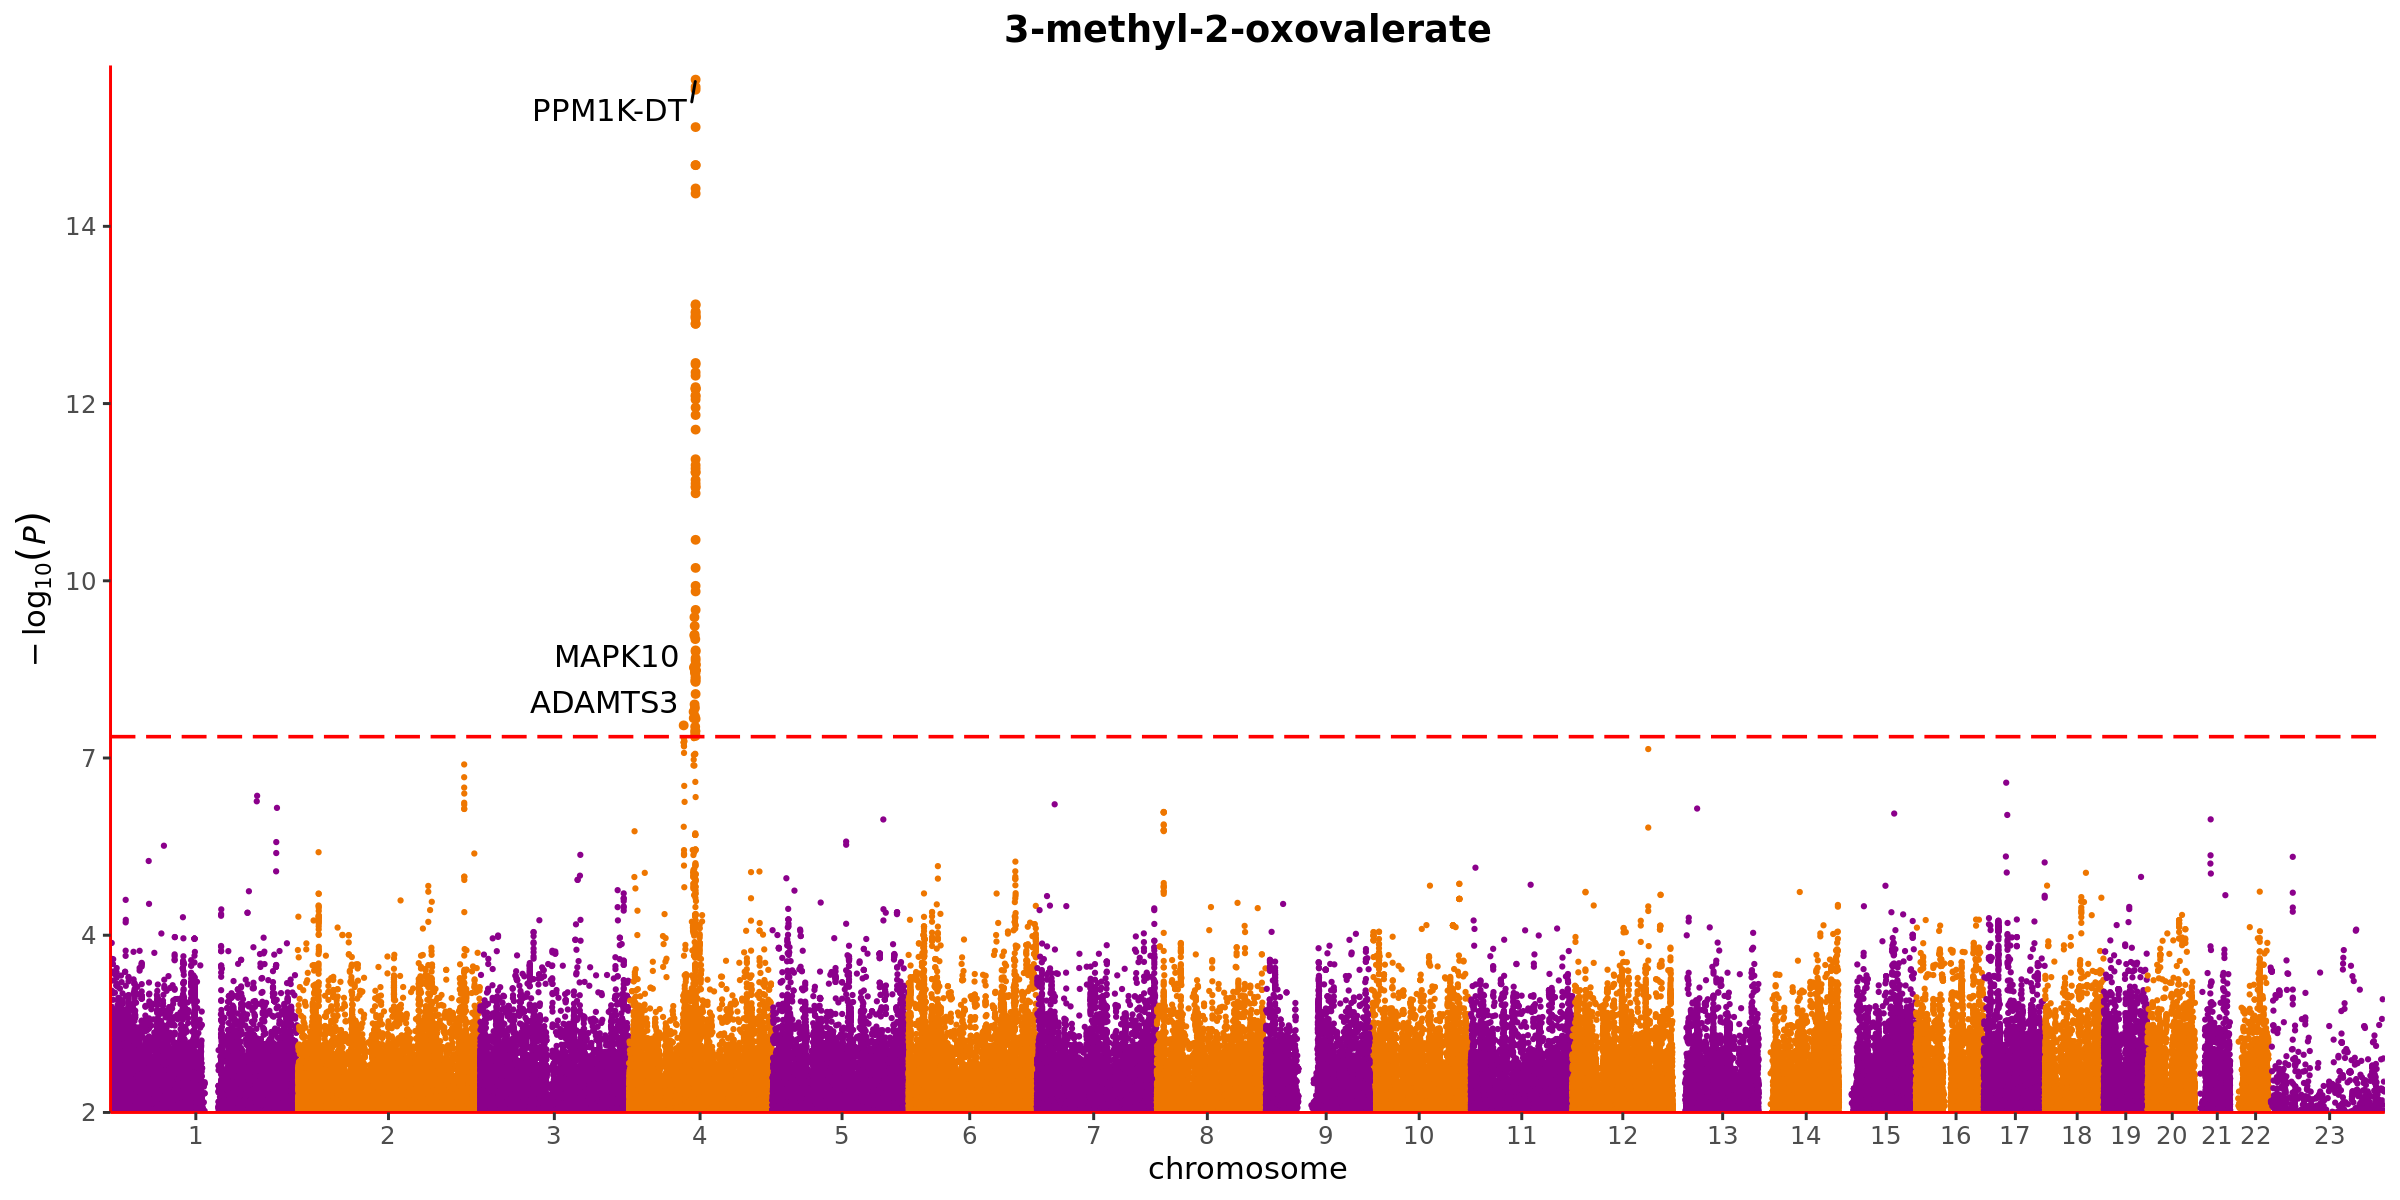 3-methyl-2-oxovalerate
PPM1K-DT
14
12
10
MAPK10
ADAMTS3
7
4
2
− log10(P)
1 2 3 4 5 6 7 8 9 10 11 12 13 14 15 16 17 18 19 20 21 22 23
chromosome